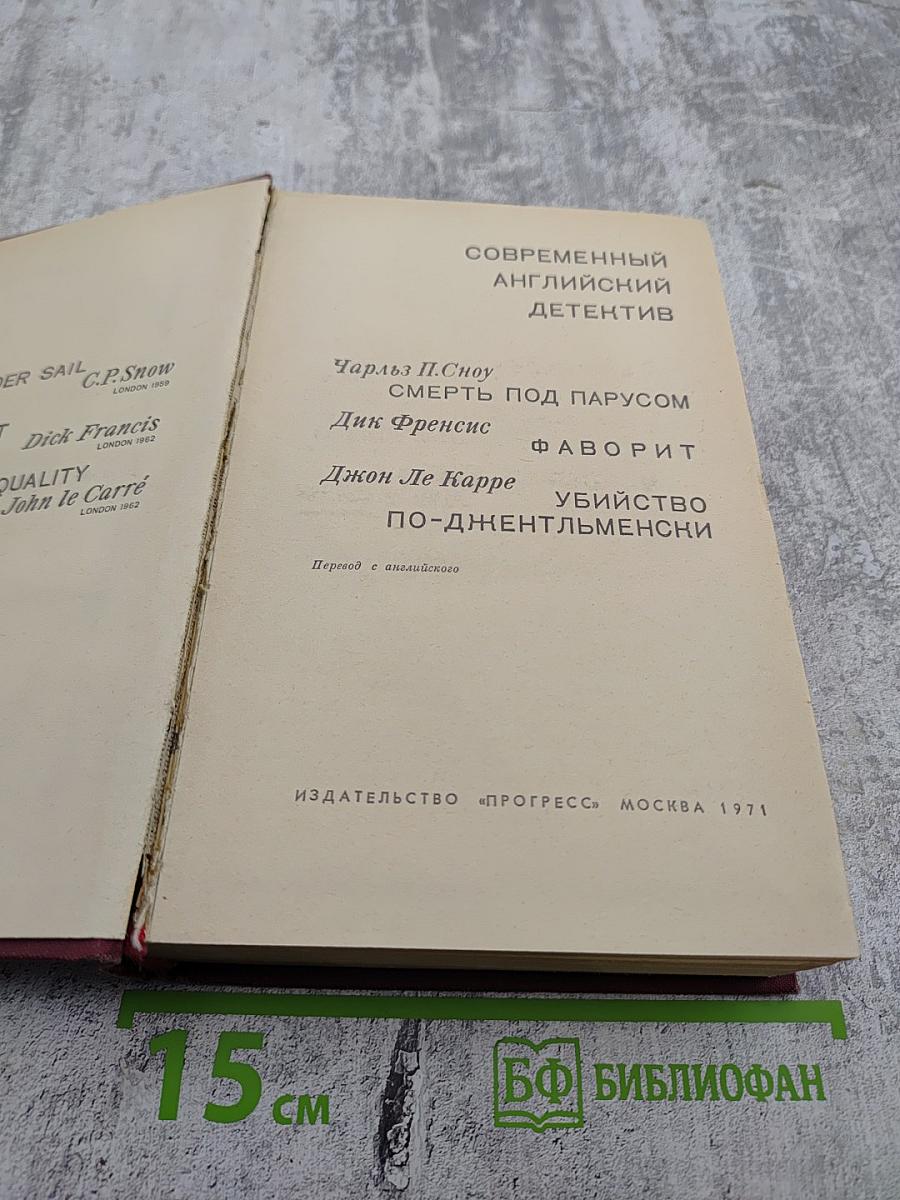 DER SAIL C.P.Snow
LONDON 1959
T Dick Francis
LONDON 1962
QUALITY
John le Carré
LONDON 1962
СОВРЕМЕННЫЙ
АНГЛИЙСКИЙ
ДЕТЕКТИВ
Чарльз П.Сноу
СМЕРТЬ ПОД ПАРУСОМ
Дик Френсис
ФАВОРИТ
Джон Ле Карре
УБИЙСТВО
ПО-ДЖЕНТЛЬМЕНСКИ
Перевод с английского
ИЗДАТЕЛЬСТВО «ПРОГРЕСС» МОСКВА 1971
15 см
БФ БИБЛИОФАН